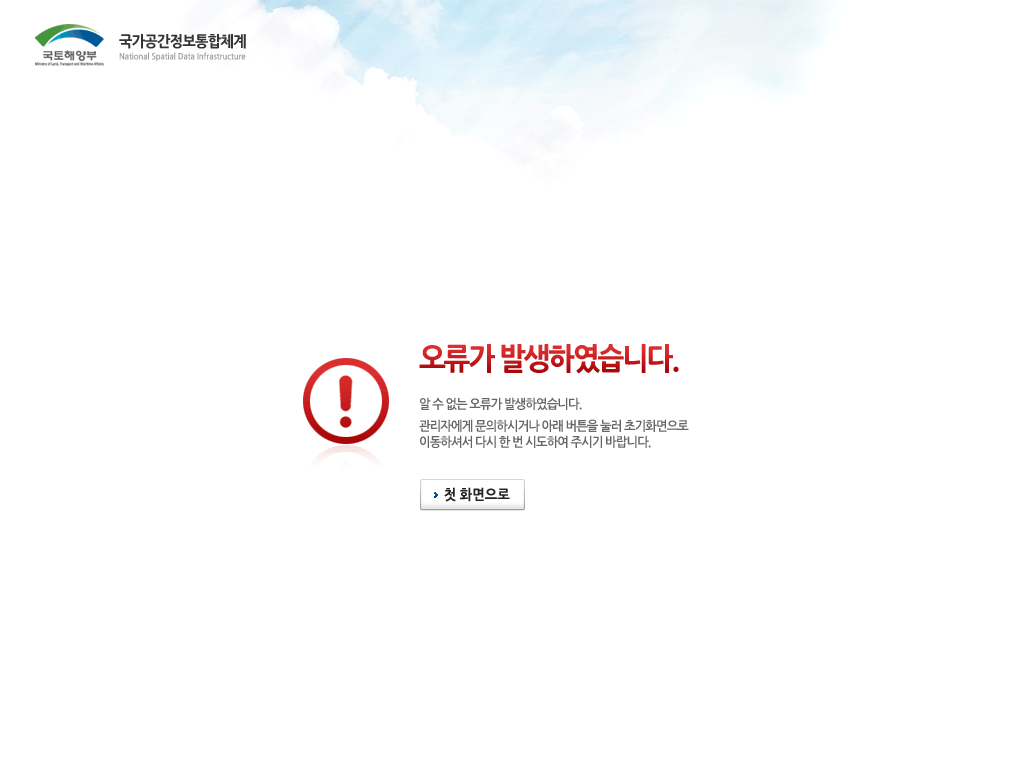 국토해양부
Ministry of Land, Transport and Maritime Affairs
국가공간정보통합체계
National Spatial Data Infrastructure
오류가 발생하였습니다.
알 수 없는 오류가 발생하였습니다.
관리자에게 문의하시거나 아래 버튼을 눌러 초기화면으로
이동하셔서 다시 한 번 시도하여 주시기 바랍니다.
첫 화면으로